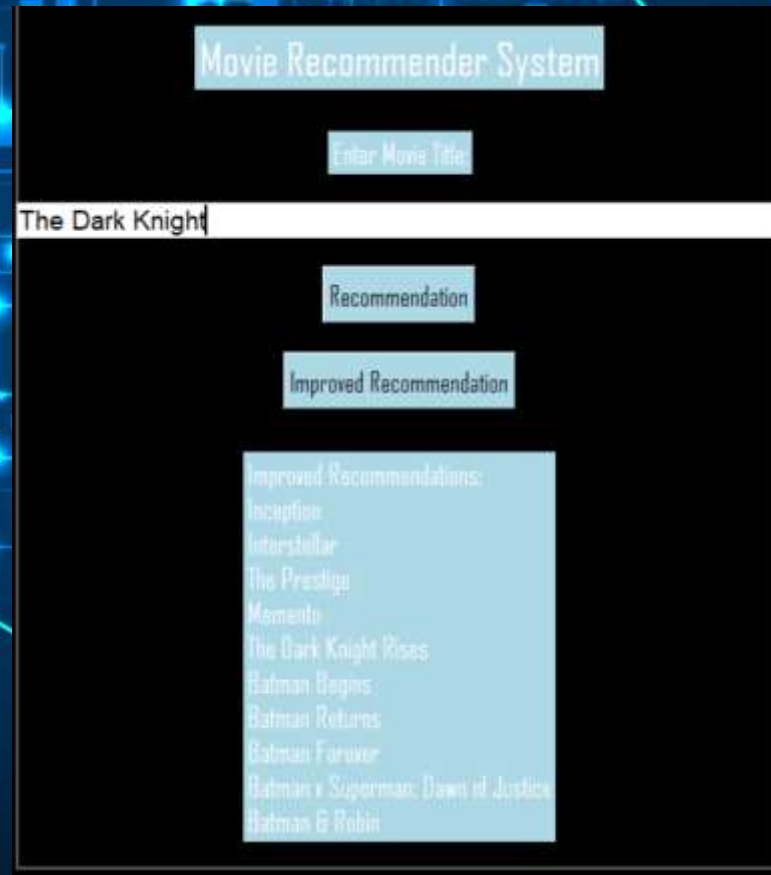 Movie Recommender System
Enter Movie Title:
The Dark Knight
Recommendation
Improved Recommendation
Improved Recommendations:
Inception
Interstellar
The Prestige
Memento
The Dark Knight Rises
Batman Begins
Batman Returns
Batman Forever
Batman v Superman: Dawn of Justice
Batman & Robin